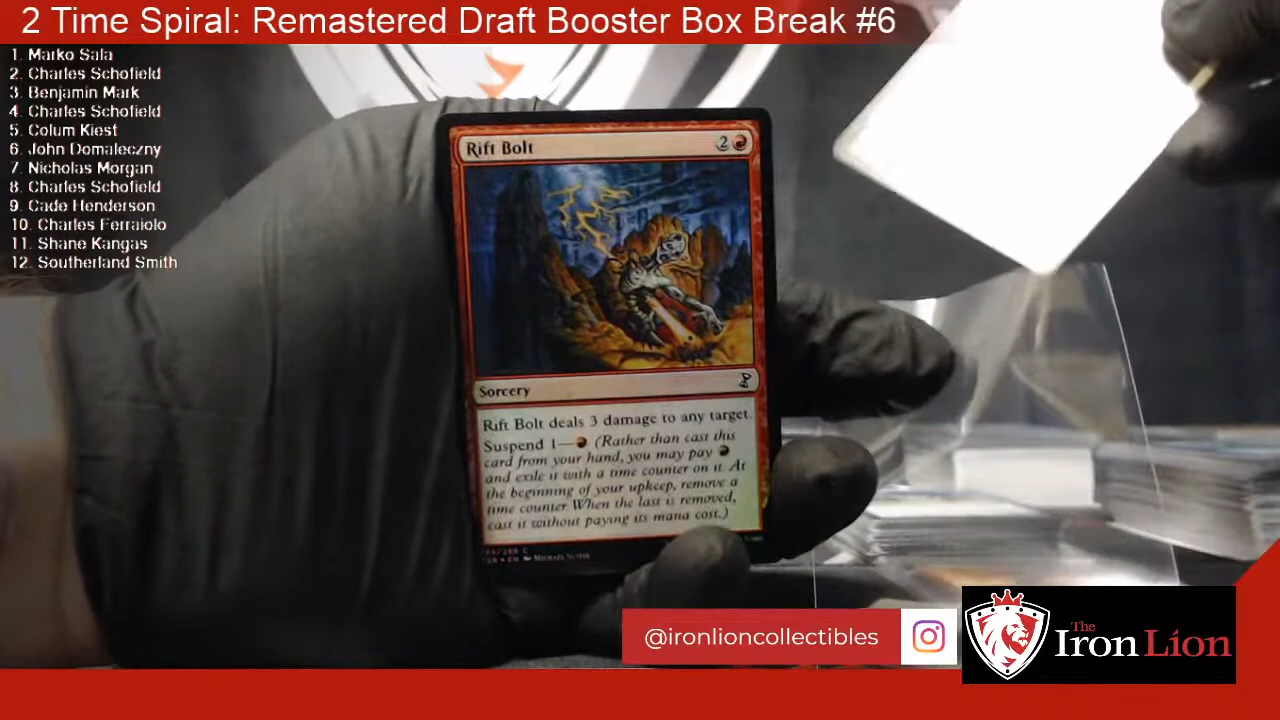 2 Time Spiral: Remastered Draft Booster Box Break #6
1. Marko Sala
2. Charles Schofield
3. Benjamin Mark
4. Charles Schofield
5. Colum Kiest
6. John Domaleczny
7. Nicholas Morgan
8. Charles Schofield
9. Cade Henderson
10. Charles Ferraiolo
11. Shane Kangas
12. Southerland Smith
Rift Bolt 2
Sorcery
Rift Bolt deals 3 damage to any target.
Suspend 1— (Rather than cast this
card from your hand, you may pay
and exile it with a time counter on it. At
the beginning of your upkeep, remove a
time counter. When the last is removed,
cast it without paying its mana cost.)
@ironlioncollectibles
The
Iron Lion